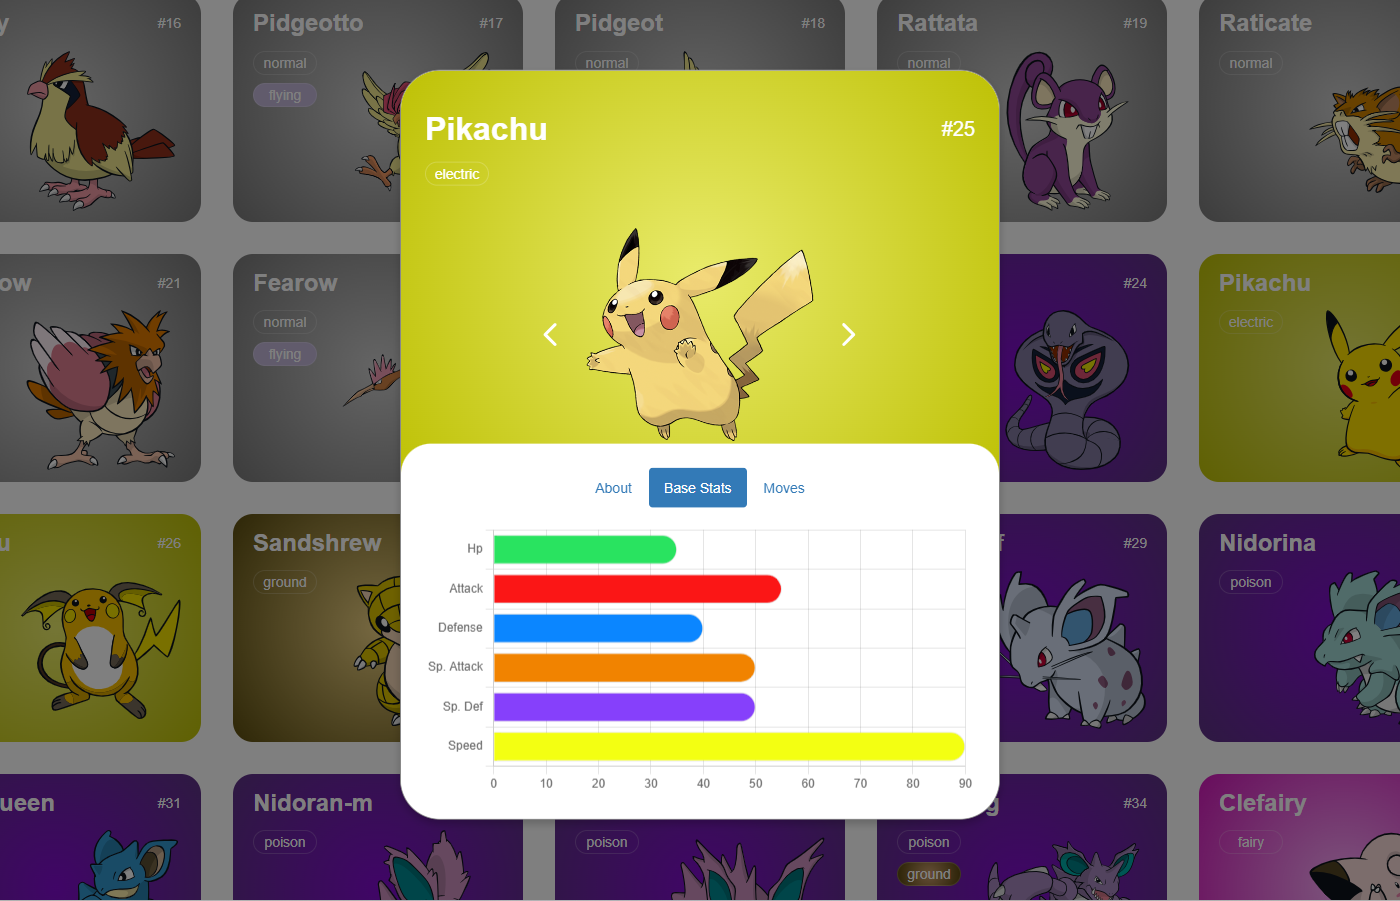 y #16
Pidgeotto #17
normal
flying
Pidgeot #18
normal
Rattata #19
normal
Raticate
normal
Pikachu #25
electric
ow #21
Fearow
normal
flying
#24
Pikachu
electric
u #26
Sandshrew
ground
f #29
Nidorina
poison
About Base Stats Moves
Hp
Attack
Defense
Sp. Attack
Sp. Def
Speed
0 10 20 30 40 50 60 70 80 90
ueen #31
Nidoran-m
poison
poison
g #34
poison
ground
Clefairy
fairy